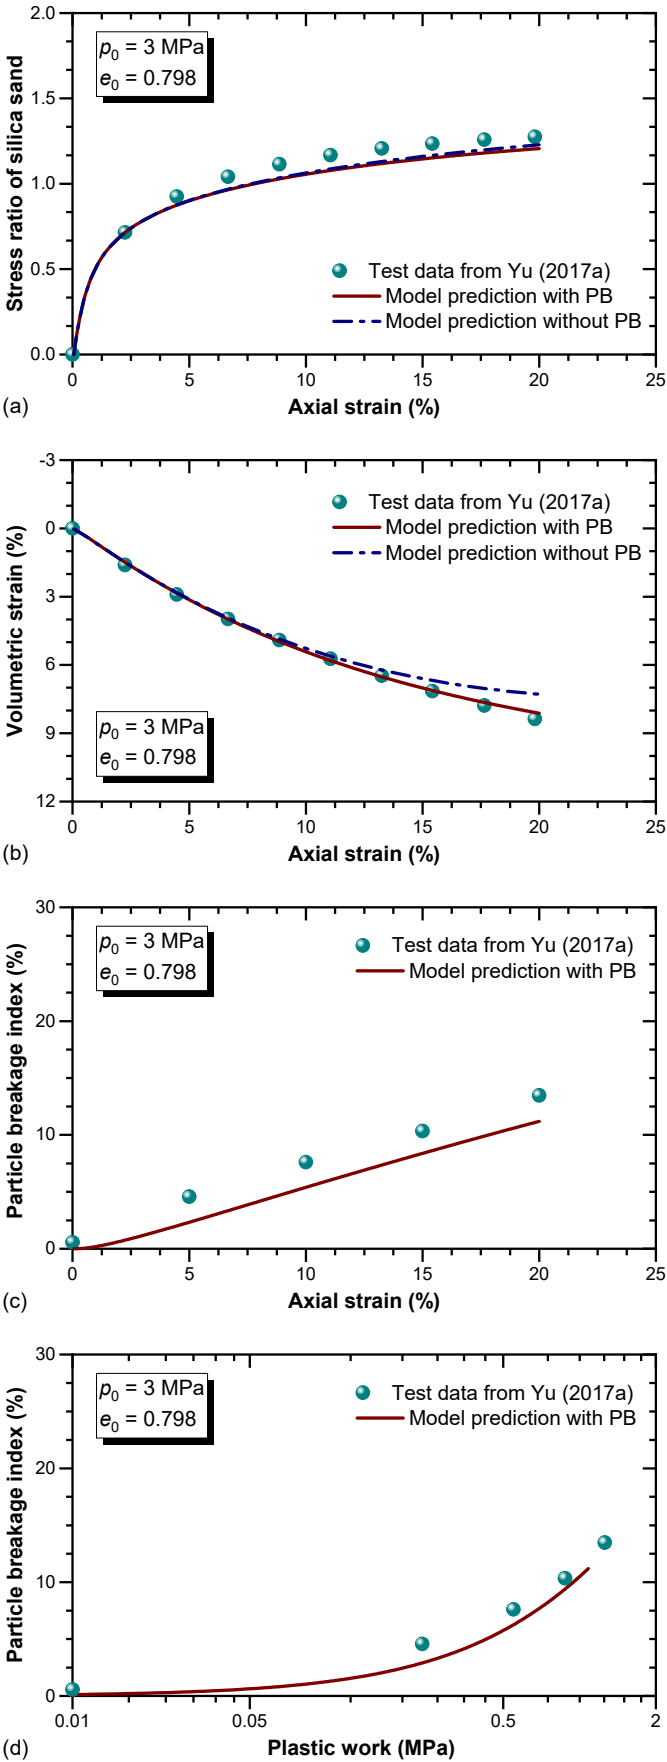 2.0
p0 = 3 MPa
e0 = 0.798
1.5
1.0
0.5
0.0
Stress ratio of silica sand
Test data from Yu (2017a)
Model prediction with PB
Model prediction without PB
0 5 10 15 20 25
(a) Axial strain (%)
-3
0
3
6
9
12
Volumetric strain (%)
Test data from Yu (2017a)
Model prediction with PB
Model prediction without PB
p0 = 3 MPa
e0 = 0.798
0 5 10 15 20 25
(b) Axial strain (%)
30
20
10
0
Particle breakage index (%)
p0 = 3 MPa
e0 = 0.798
Test data from Yu (2017a)
Model prediction with PB
0 5 10 15 20 25
(c) Axial strain (%)
30
20
10
0
Particle breakage index (%)
p0 = 3 MPa
e0 = 0.798
Test data from Yu (2017a)
Model prediction with PB
0.01 0.05 0.5 2
(d) Plastic work (MPa)